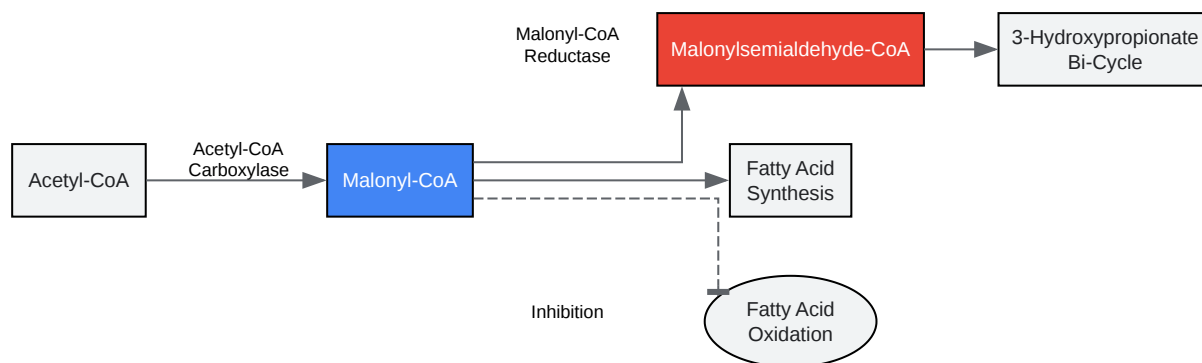 Malonyl-CoA
Reductase
Malonylsemialdehyde-CoA
3-Hydroxypropionate
Bi-Cycle
Acetyl-CoA
Acetyl-CoA
Carboxylase
Malonyl-CoA
Fatty Acid
Synthesis
Inhibition
Fatty Acid
Oxidation